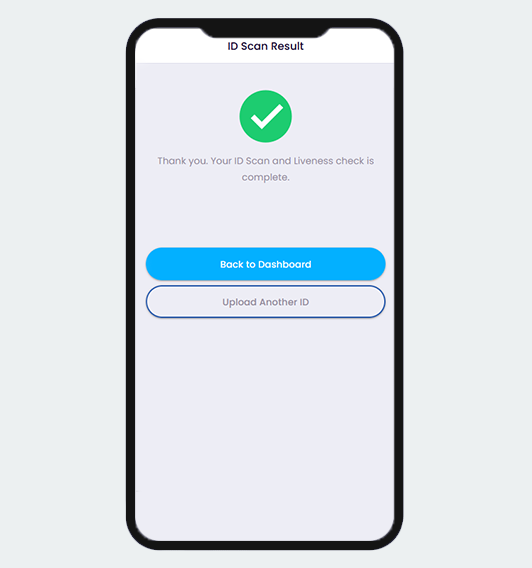 ID Scan Result
Thank you. Your ID Scan and Liveness check is
complete.
Back to Dashboard
Upload Another ID